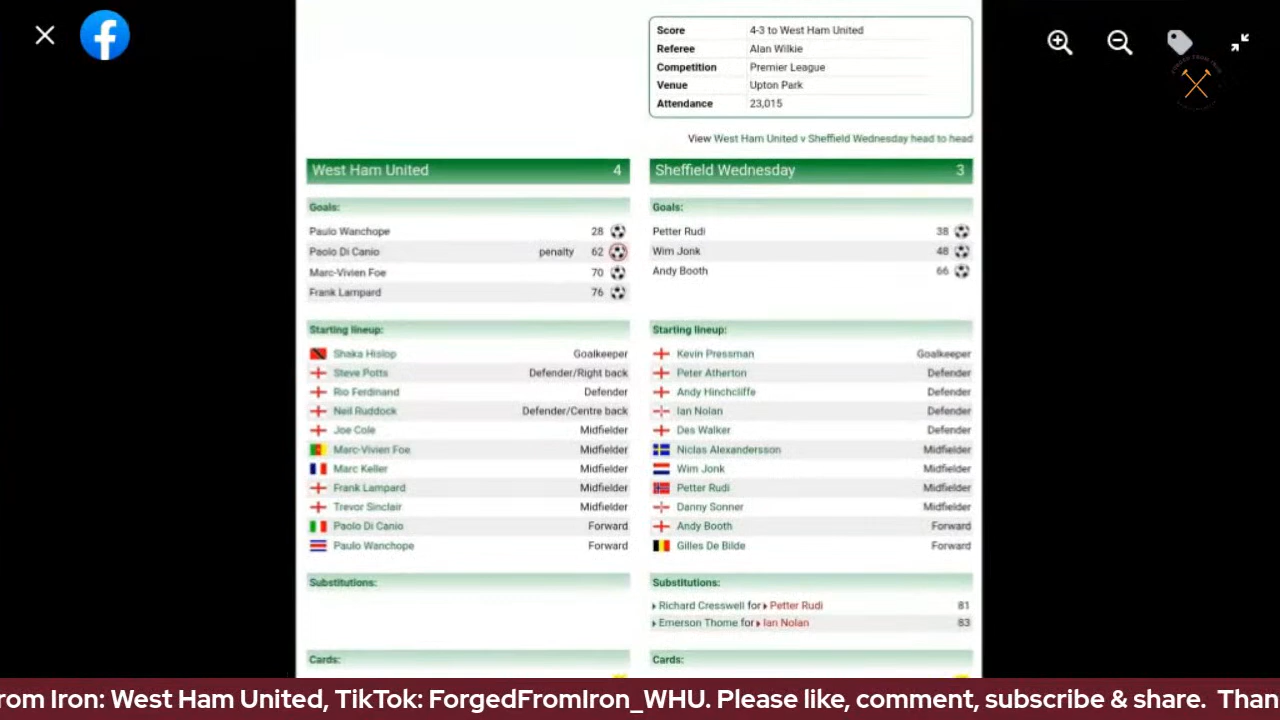 Score 4-3 to West Ham United
Referee Alan Wilkie
Competition Premier League
Venue Upton Park
Attendance 23,015
View West Ham United v Sheffield Wednesday head to head
West Ham United 4
Goals:
Paulo Wanchope 28
Paolo Di Canio penalty 62
Marc-Vivien Foe 70
Frank Lampard 76
Starting lineup:
Shaka Hislop Goalkeeper
Steve Potts Defender/Right back
Rio Ferdinand Defender
Neil Ruddock Defender/Centre back
Joe Cole Midfielder
Marc-Vivien Foe Midfielder
Marc Keller Midfielder
Frank Lampard Midfielder
Trevor Sinclair Midfielder
Paolo Di Canio Forward
Paulo Wanchope Forward
Substitutions:
Cards:
Sheffield Wednesday 3
Goals:
Petter Rudi 38
Wim Jonk 48
Andy Booth 66
Starting lineup:
Kevin Pressman Goalkeeper
Peter Atherton Defender
Andy Hinchcliffe Defender
Ian Nolan Defender
Des Walker Defender
Niclas Alexandersson Midfielder
Wim Jonk Midfielder
Petter Rudi Midfielder
Danny Sonner Midfielder
Andy Booth Forward
Gilles De Bilde Forward
Substitutions:
Richard Cresswell for Petter Rudi 81
Emerson Thome for Ian Nolan 83
Cards:
rom Iron: West Ham United, TikTok: ForgedFromIron_WHU. Please like, comment, subscribe & share. Than